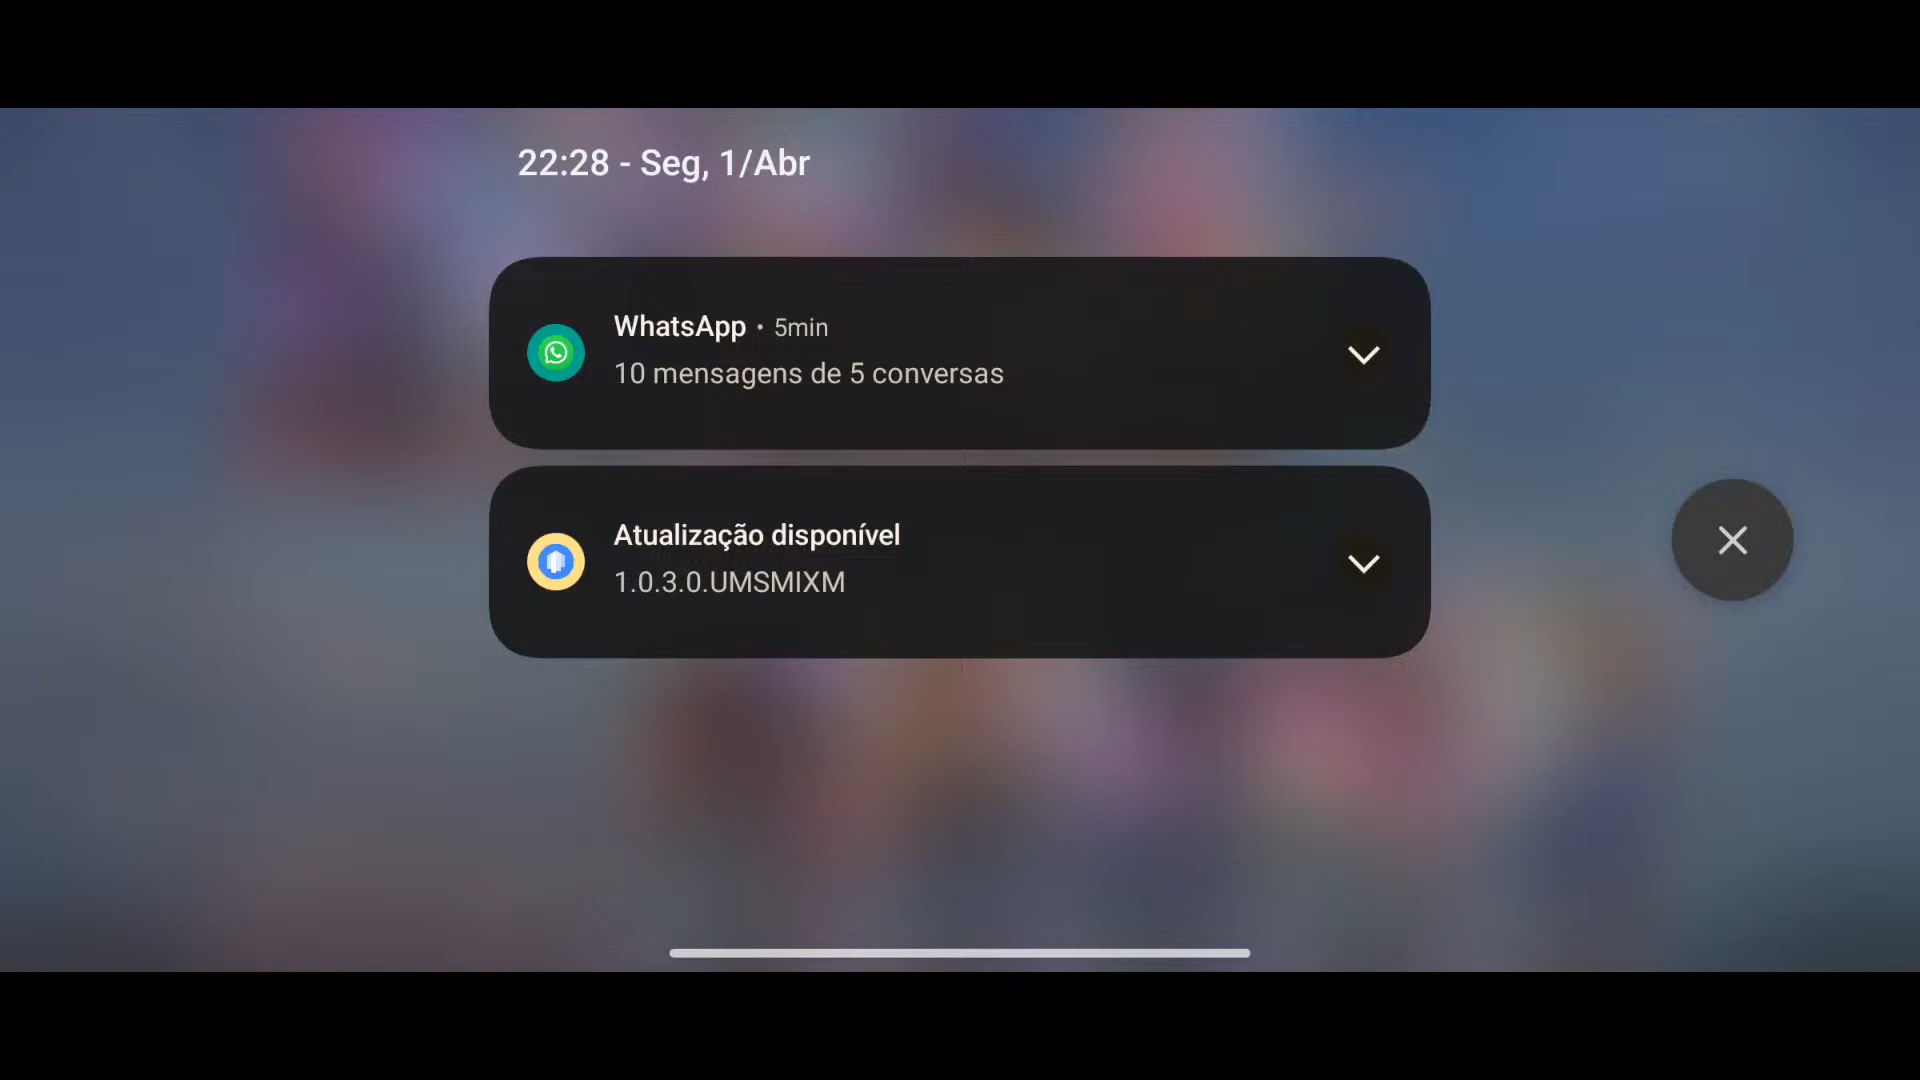 22:28 - Seg, 1/Abr
WhatsApp • 5min
10 mensagens de 5 conversas
Atualização disponível
1.0.3.0.UMSMIXM